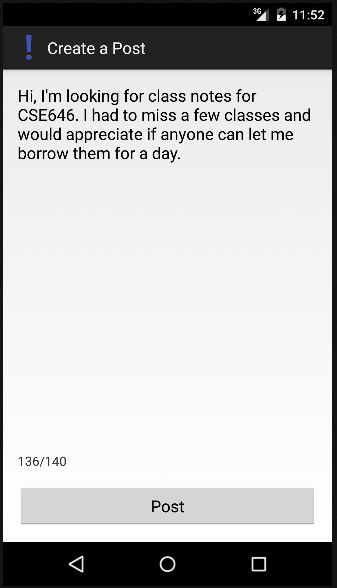 3G 11:52
Create a Post
Hi, I'm looking for class notes for
CSE646. I had to miss a few classes and
would appreciate if anyone can let me
borrow them for a day.
136/140
Post